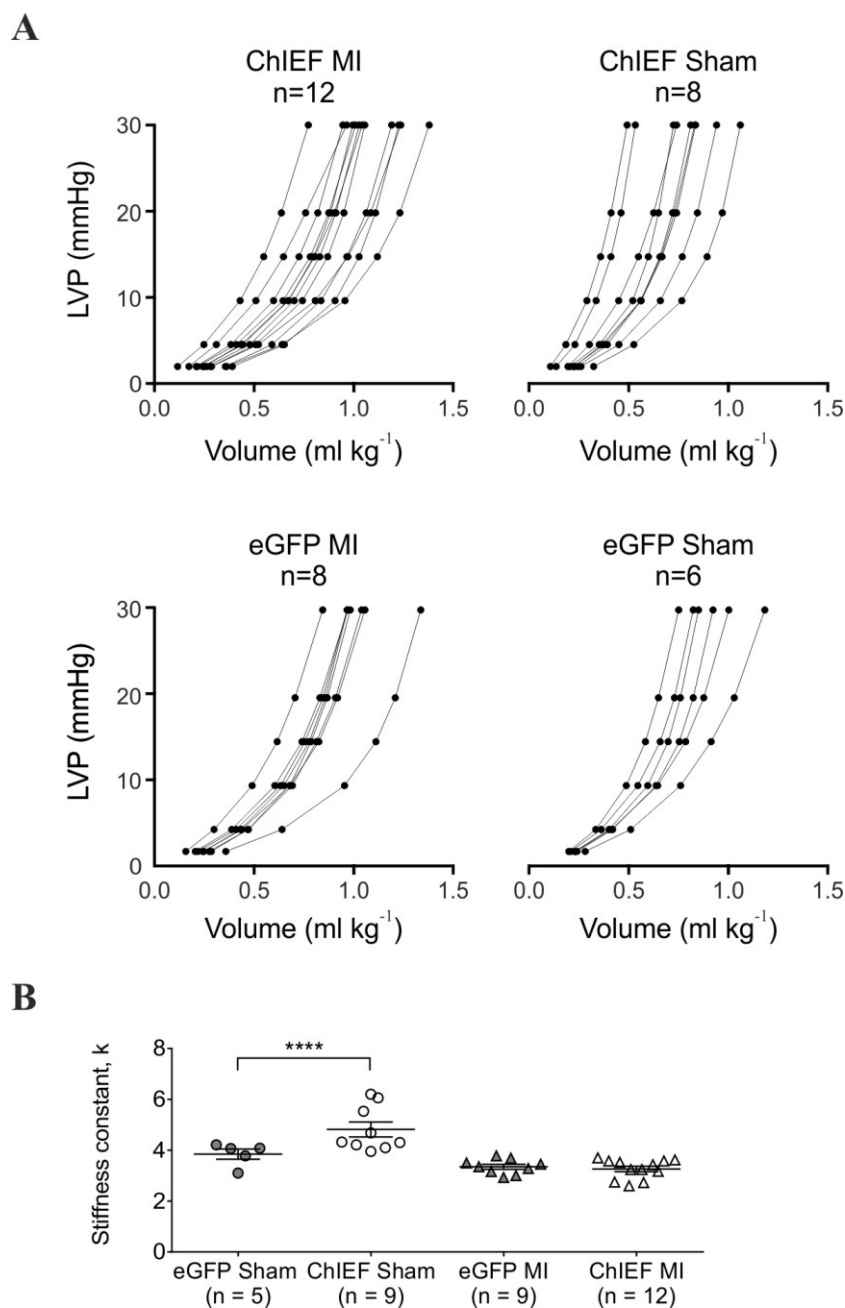 A
ChIEF MI
n=12
ChIEF Sham
n=8
30
20
10
0
LVP (mmHg)
0.0 0.5 1.0 1.5
0.0 0.5 1.0 1.5
Volume (ml kg-1)
Volume (ml kg-1)
eGFP MI
n=8
eGFP Sham
n=6
30
20
10
0
LVP (mmHg)
0.0 0.5 1.0 1.5
0.0 0.5 1.0 1.5
Volume (ml kg-1)
Volume (ml kg-1)
B
Stiffness constant, k
8
6
4
2
0
****
eGFP Sham
(n = 5)
ChIEF Sham
(n = 9)
eGFP MI
(n = 9)
ChIEF MI
(n = 12)